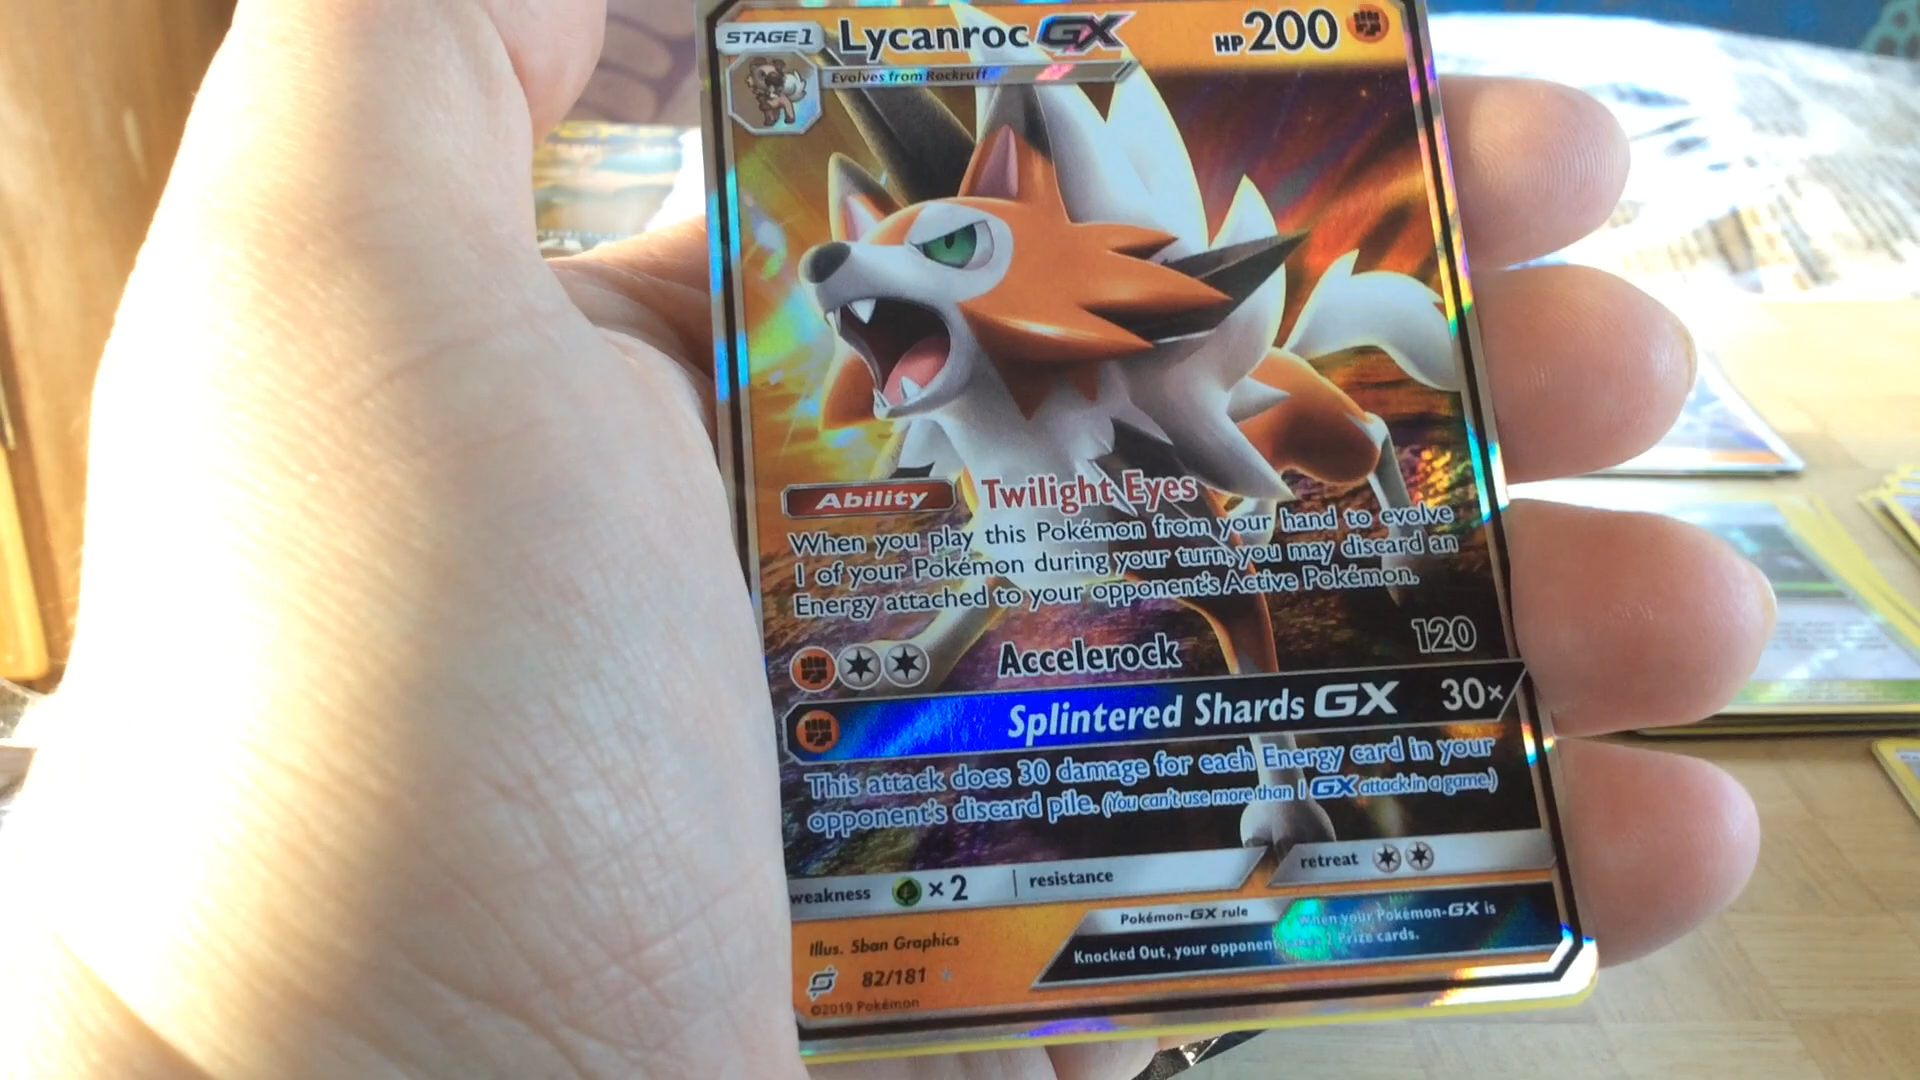 STAGE1 Lycanroc GX HP200
Evolves from Rockruff
Ability Twilight Eyes
When you play this Pokémon from your hand to evolve
1 of your Pokémon during your turn, you may discard an
Energy attached to your opponent's Active Pokémon.
Accelerock 120
Splintered Shards GX 30×
This attack does 30 damage for each Energy card in your
opponent's discard pile. (You can't use more than 1 GX attack in a game.)
weakness ×2 resistance retreat
Pokémon-GX rule When your Pokémon-GX is
Knocked Out, your opponent takes 2 Prize cards.
Illus. 5ban Graphics
82/181
©2019 Pokémon